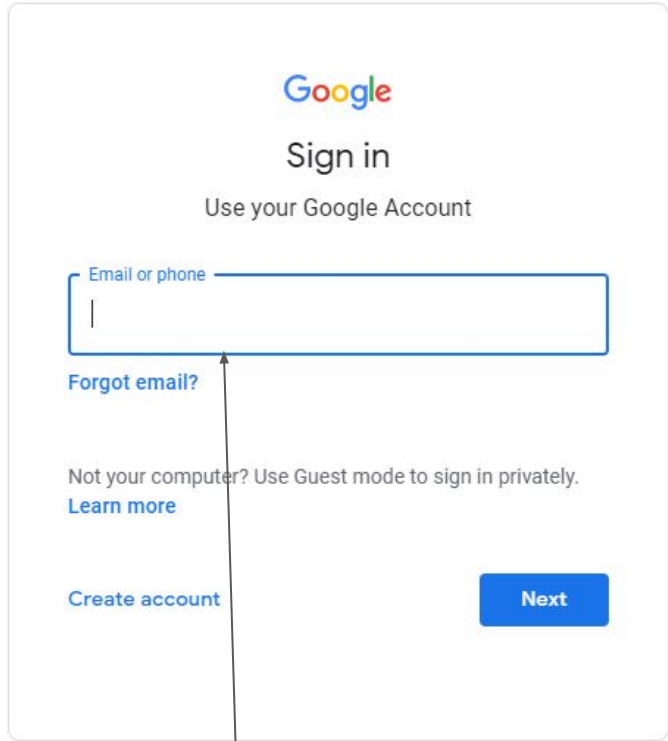 Google
Sign in
Use your Google Account
Email or phone
Forgot email?
Not your computer? Use Guest mode to sign in privately.
Learn more
Create account
Next